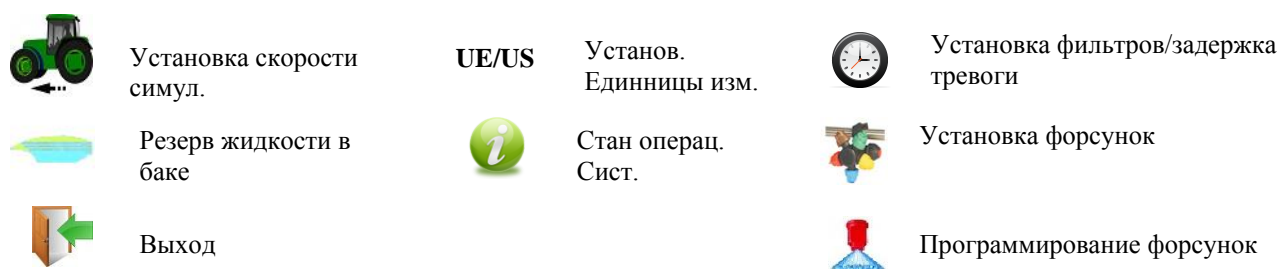 Установка скорости
симул.
UE/US
Установ.
Единницы изм.
Установка фильтров/задержка
тревоги
Резерв жидкости в
баке
Стан операц.
Сист.
Установка форсунок
Выход
Программирование форсунок